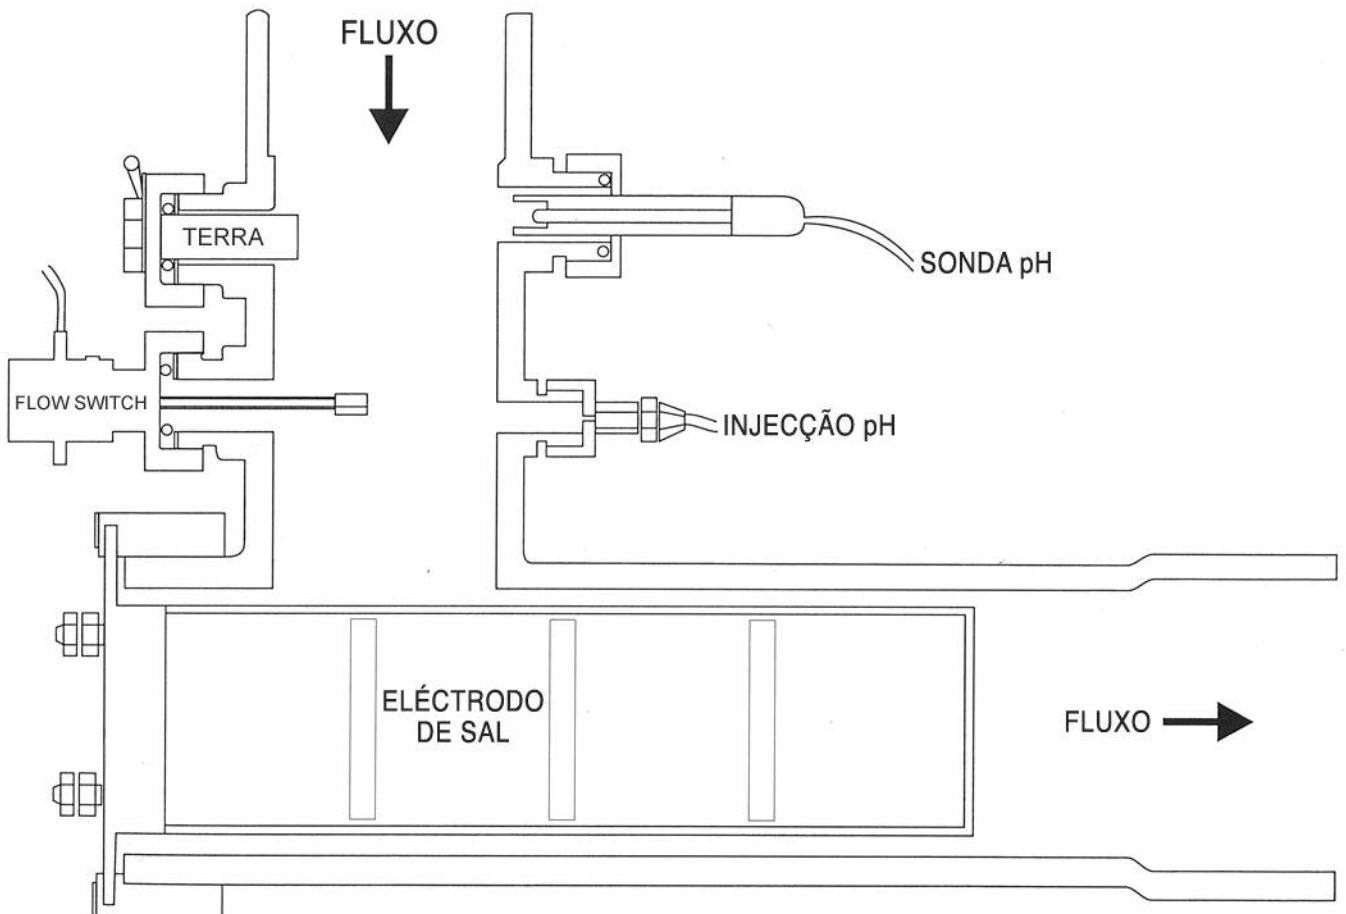 FLUXO
TERRA
SONDA pH
FLOW SWITCH
INJECÇÃO pH
ELÉCTRODO
DE SAL
FLUXO